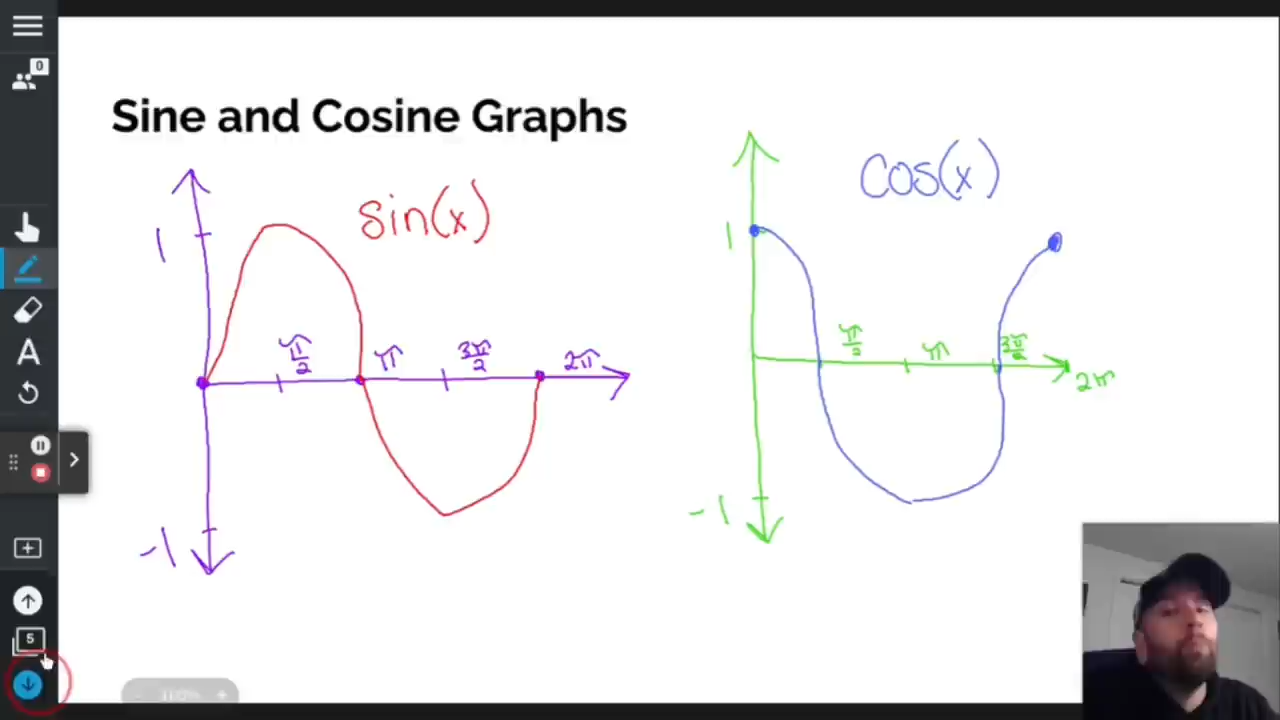 0
Sine and Cosine Graphs
sin(x)
cos(x)
1
1
π/2
π
3π/2
2π
π/2
π
3π/2
2π
-1
-1
A
5
- 100% +